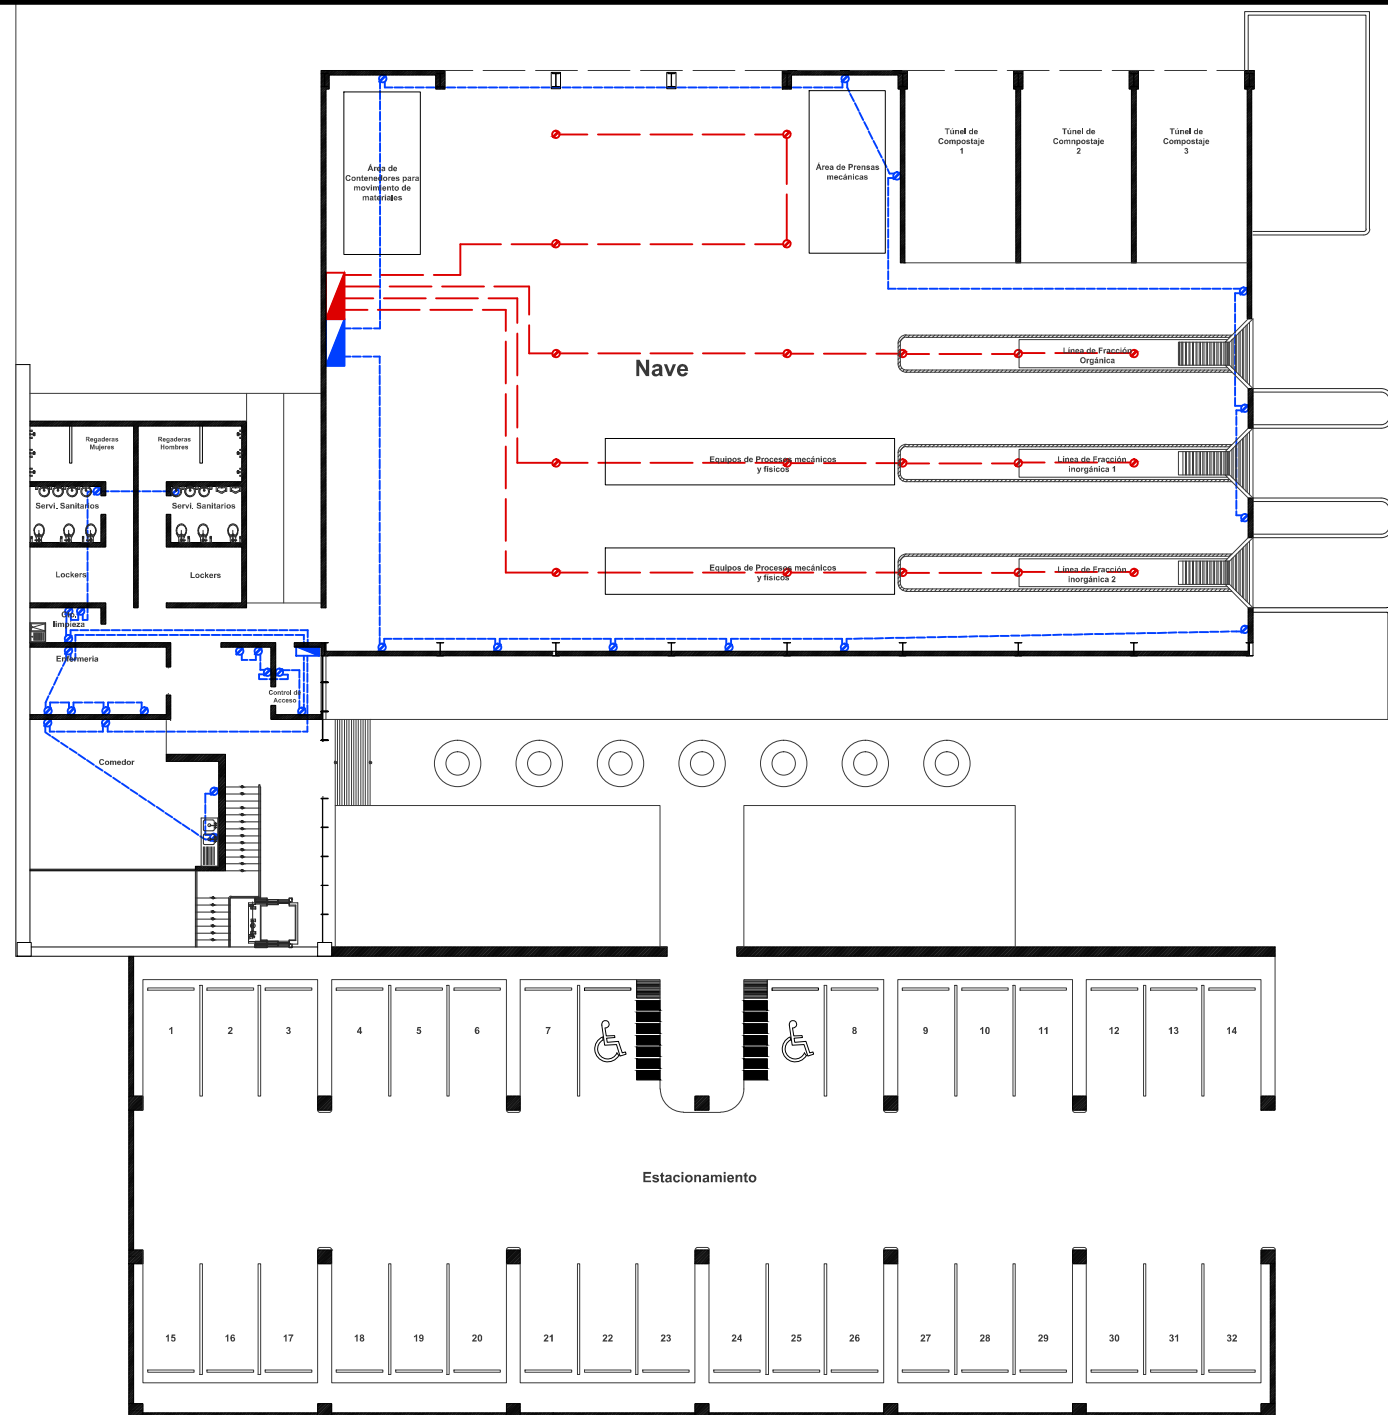 Túnel de
Compostaje
1
Túnel de
Comnpostaje
2
Túnel de
Compostaje
3
Área de
Contenedores para
movimiento de
materiales
Área de Prensas
mecánicas
Nave
Línea de Fracción
Orgánica
Regaderas
Mujeres
Regaderas
Hombres
Equipos de Procesos mecánicos
y físicos
Línea de Fracción
inorgánica 1
Servi. Sanitarios
Servi. Sanitarios
Lockers
Lockers
Equipos de Procesos mecánicos
y físicos
Línea de Fracción
inorgánica 2
limpieza
Enfermería
Control de
Acceso
Comedor
1
2
3
4
5
6
7
8
9
10
11
12
13
14
Estacionamiento
15
16
17
18
19
20
21
22
23
24
25
26
27
28
29
30
31
32